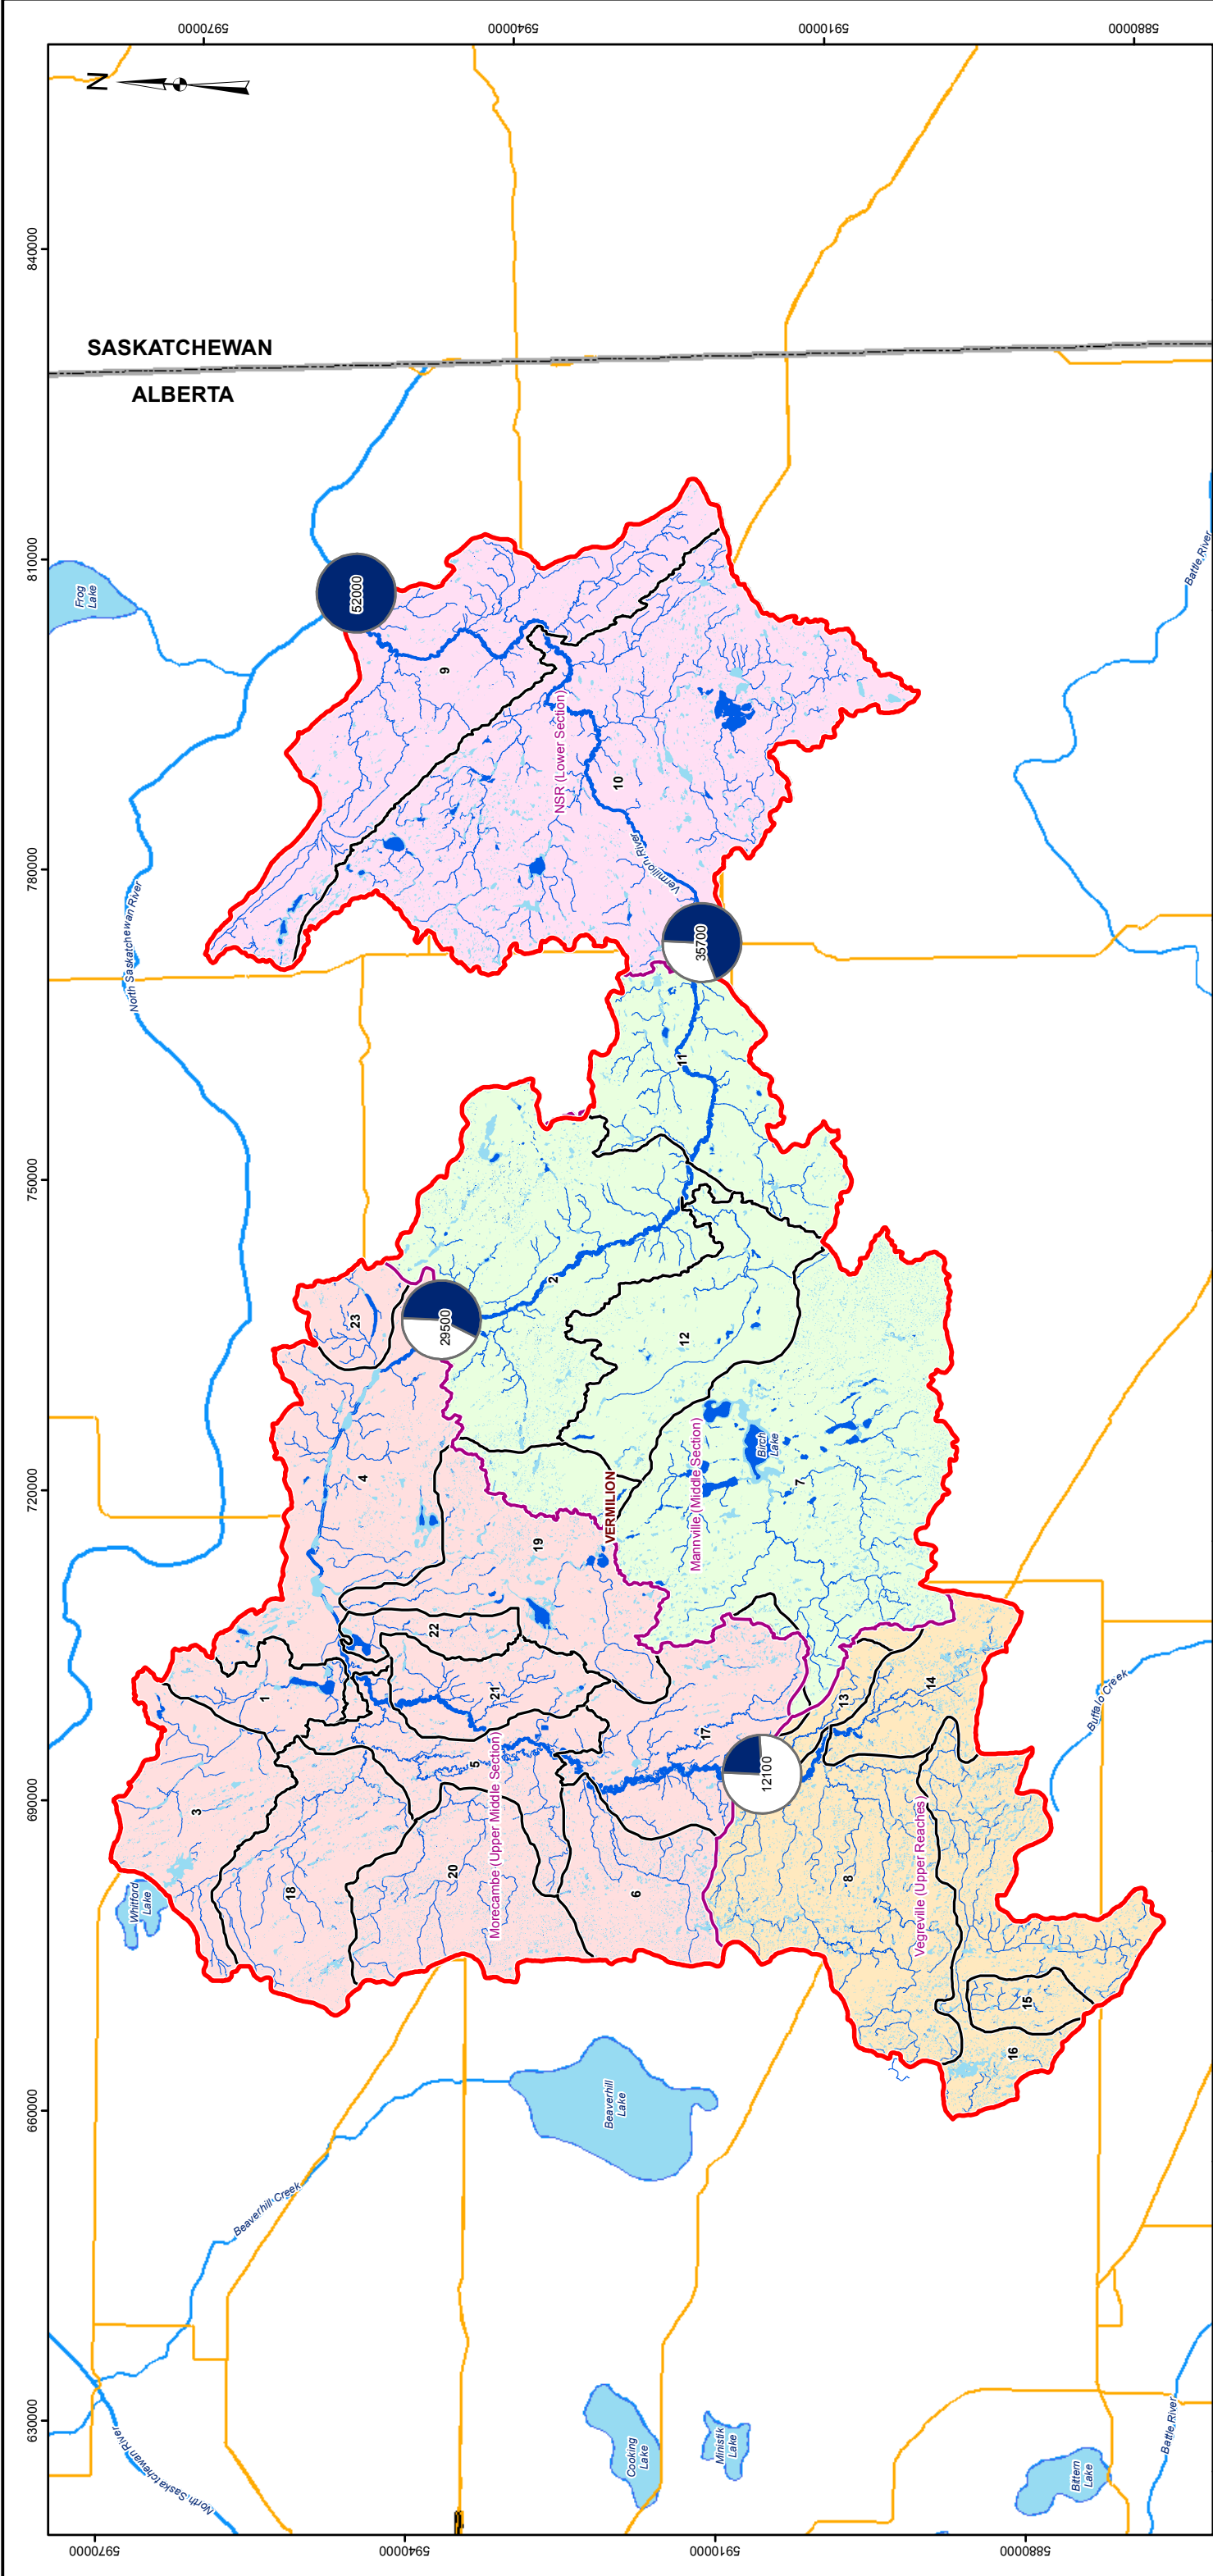 5970000
5940000
5910000
5880000
N
840000
SASKATCHEWAN
ALBERTA
810000
Frog
Lake
52000
Battle River
9
NSR (Lower Section)
10
780000
Vermilion River
North Saskatchewan River
35700
11
750000
2
23
29500
12
720000
4
Mannville (Middle Section)
Birch
Lake
7
VERMILION
19
22
1
21
17
13
14
Buffalo Creek
5
12100
690000
3
Morecambe (Upper Middle Section)
Vegreville (Upper Reaches)
Whitford
Lake
18
20
6
8
15
16
660000
Beaverhill
Lake
Beaverhill Creek
630000
North Saskatchewan River
Cooking
Lake
Ministik
Lake
Bittern
Lake
Battle River
5970000
5940000
5910000
5880000